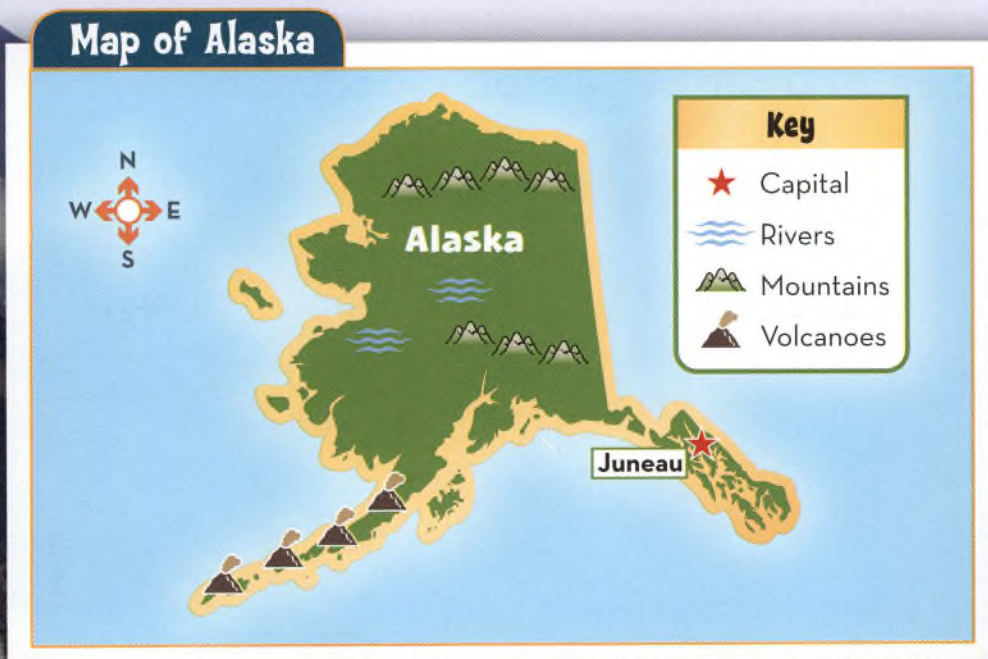 Map of Alaska
N
W E
S
Alaska
Juneau
Key
Capital
Rivers
Mountains
Volcanoes